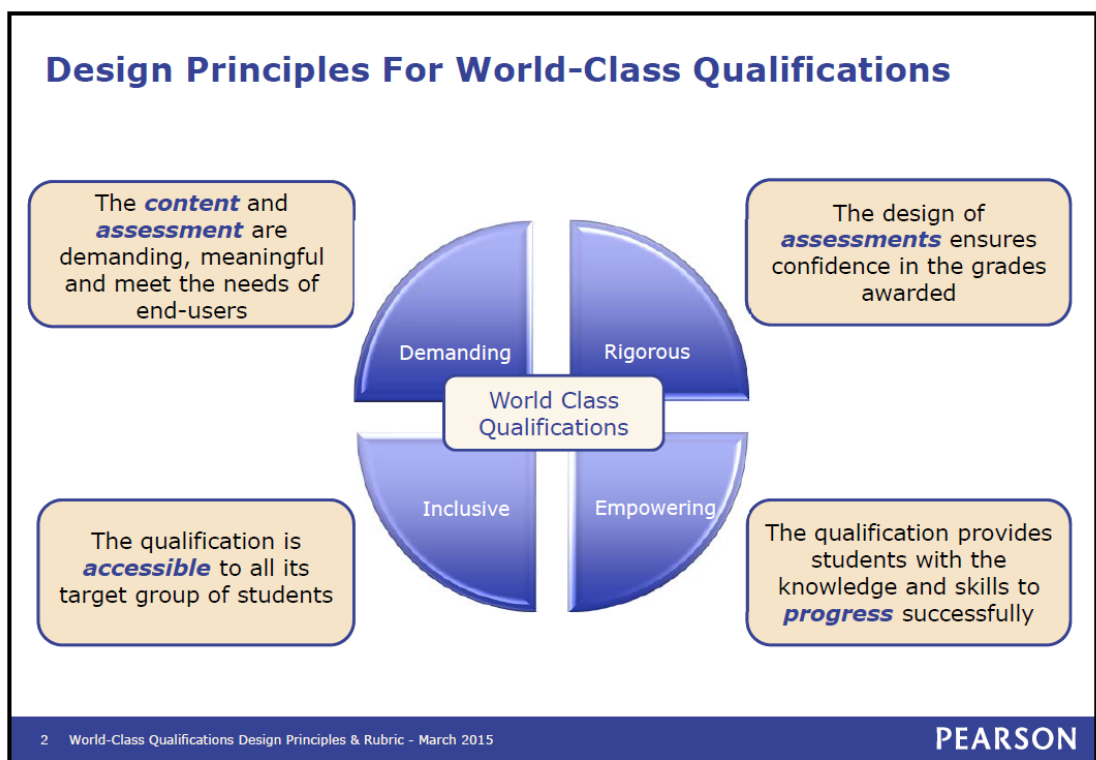 Design Principles For World-Class Qualifications
The content and
assessment are
demanding, meaningful
and meet the needs of
end-users
The design of
assessments ensures
confidence in the grades
awarded
Demanding
Rigorous
World Class
Qualifications
Inclusive
Empowering
The qualification is
accessible to all its
target group of students
The qualification provides
students with the
knowledge and skills to
progress successfully
2 World-Class Qualifications Design Principles & Rubric - March 2015
PEARSON